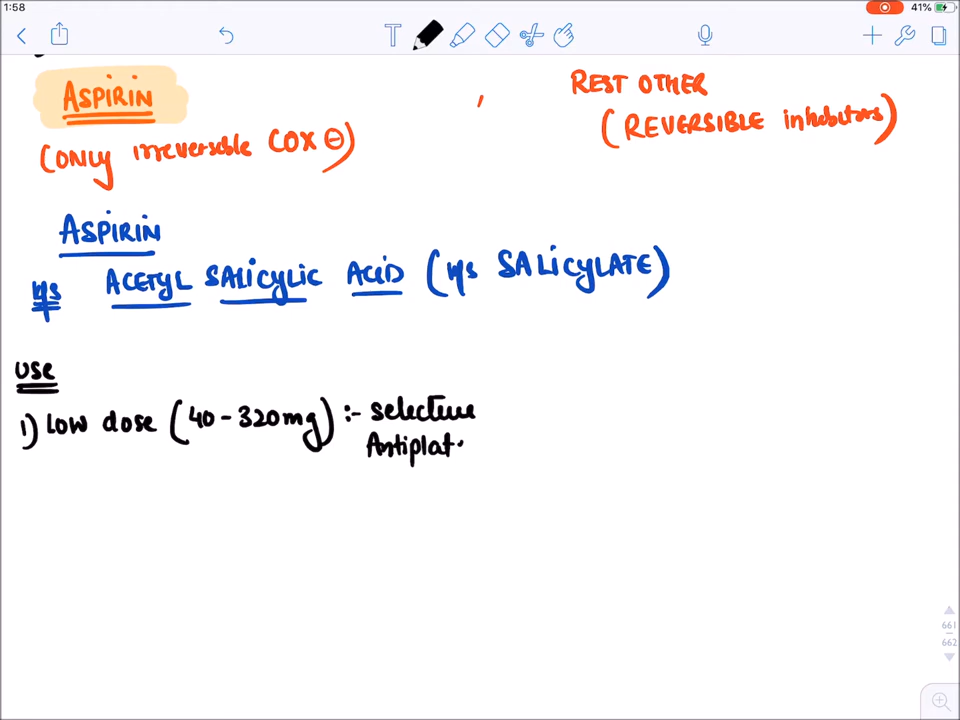 1:58
41%
T
ASPIRIN
REST OTHER
(ONLY irreversible COX ⊖)
(REVERSIBLE inhibitors)
ASPIRIN
ACETYL SALICYLIC ACID ( SALICYLATE)
USE
1) LOW dose (40-320mg) :- selective
Antiplat
661
662